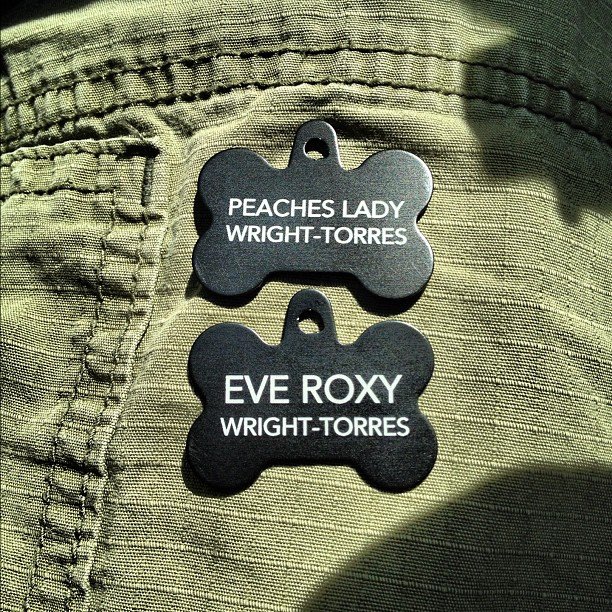 PEACHES LADY
WRIGHT-TORRES
EVE ROXY
WRIGHT-TORRES